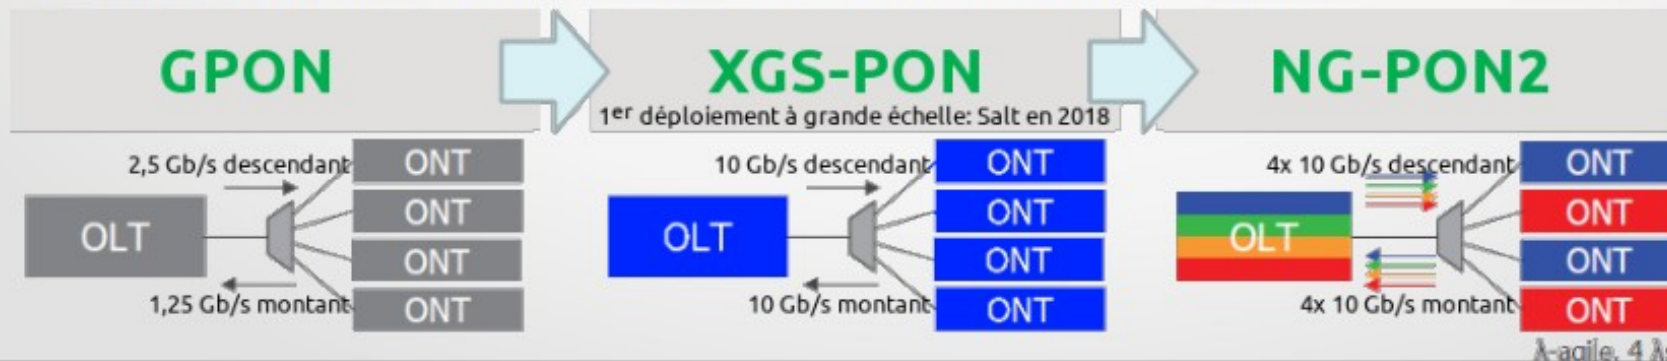 GPON
XGS-PON
1er déploiement à grande échelle: Salt en 2018
NG-PON2
2,5 Gb/s descendant
OLT
1,25 Gb/s montant
ONT
ONT
ONT
ONT
10 Gb/s descendant
OLT
10 Gb/s montant
ONT
ONT
ONT
ONT
4x 10 Gb/s descendant
OLT
4x 10 Gb/s montant
ONT
ONT
ONT
ONT
λ-agile, 4 λ